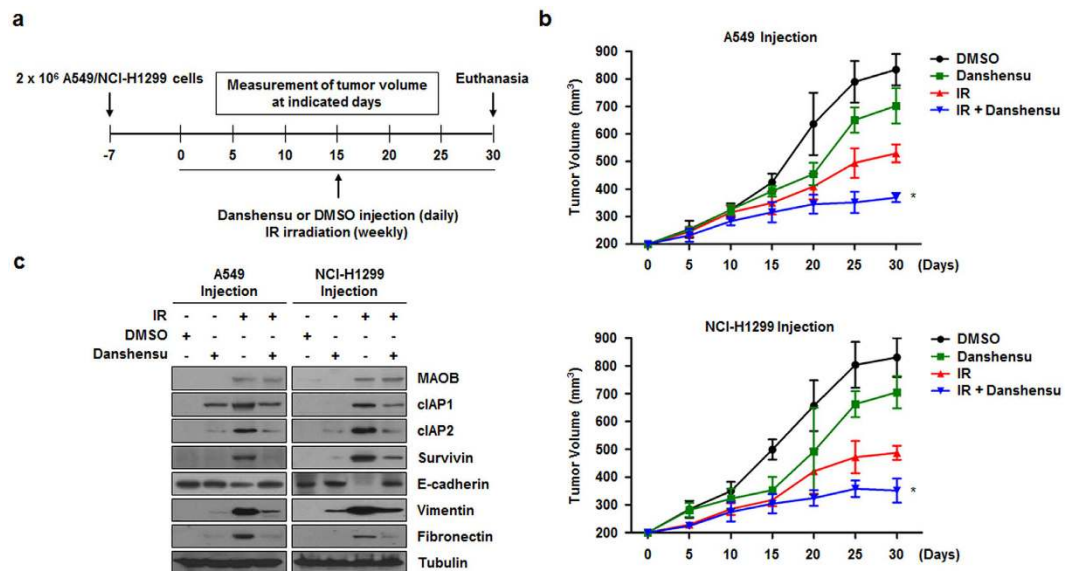 a
2 x 10⁶ A549/NCI-H1299 cells
Measurement of tumor volume
at indicated days
Euthanasia
-7 0 5 10 15 20 25 30
Danshensu or DMSO injection (daily)
IR irradiation (weekly)
b
A549 Injection
Tumor Volume (mm³)
900
800
700
600
500
400
300
200
0 5 10 15 20 25 30 (Days)
DMSO
Danshensu
IR
IR + Danshensu
*
NCI-H1299 Injection
Tumor Volume (mm³)
900
800
700
600
500
400
300
200
0 5 10 15 20 25 30 (Days)
DMSO
Danshensu
IR
IR + Danshensu
*
c
A549
Injection
NCI-H1299
Injection
IR - - + + - - + +
DMSO + - - - + - - -
Danshensu - + - + - + - +
MAOB
cIAP1
cIAP2
Survivin
E-cadherin
Vimentin
Fibronectin
Tubulin